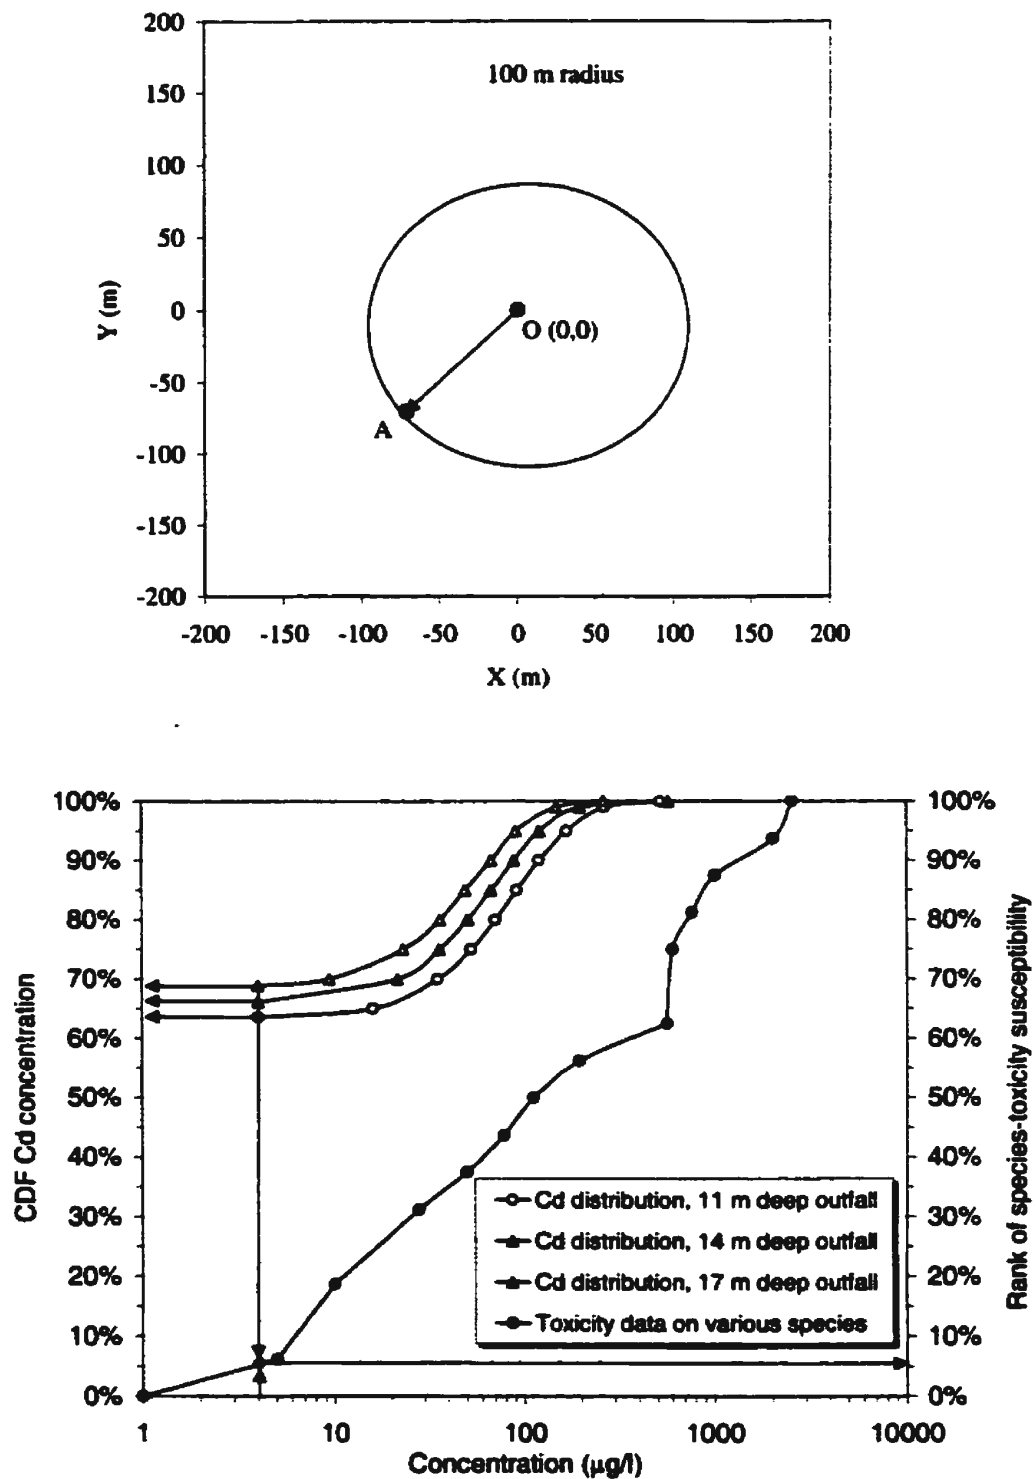 200
100 m radius
150
100
50
Y (m)
0
O (0,0)
-50
A
-100
-150
-200
-200 -150 -100 -50 0 50 100 150 200
X (m)
100% 100%
90% 90%
80% 80%
70% 70%
60% 60%
50% 50%
40% 40%
30% 30%
20% 20%
10% 10%
0% 0%
CDF Cd concentration
Rank of species-toxicity susceptibility
Cd distribution, 11 m deep outfall
Cd distribution, 14 m deep outfall
Cd distribution, 17 m deep outfall
Toxicity data on various species
1 10 100 1000 10000
Concentration (µg/l)